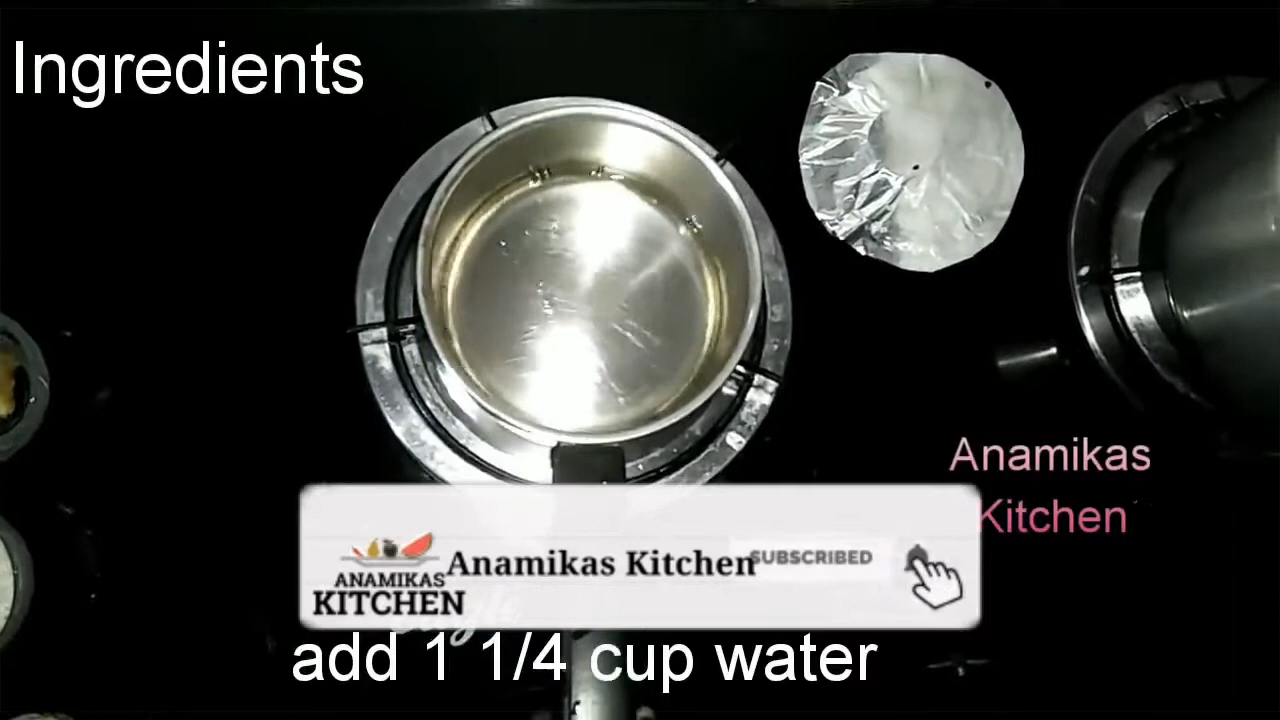 Ingredients
Anamikas
Kitchen
ANAMIKAS
KITCHEN
Anamikas Kitchen
SUBSCRIBED
add 1 1/4 cup water